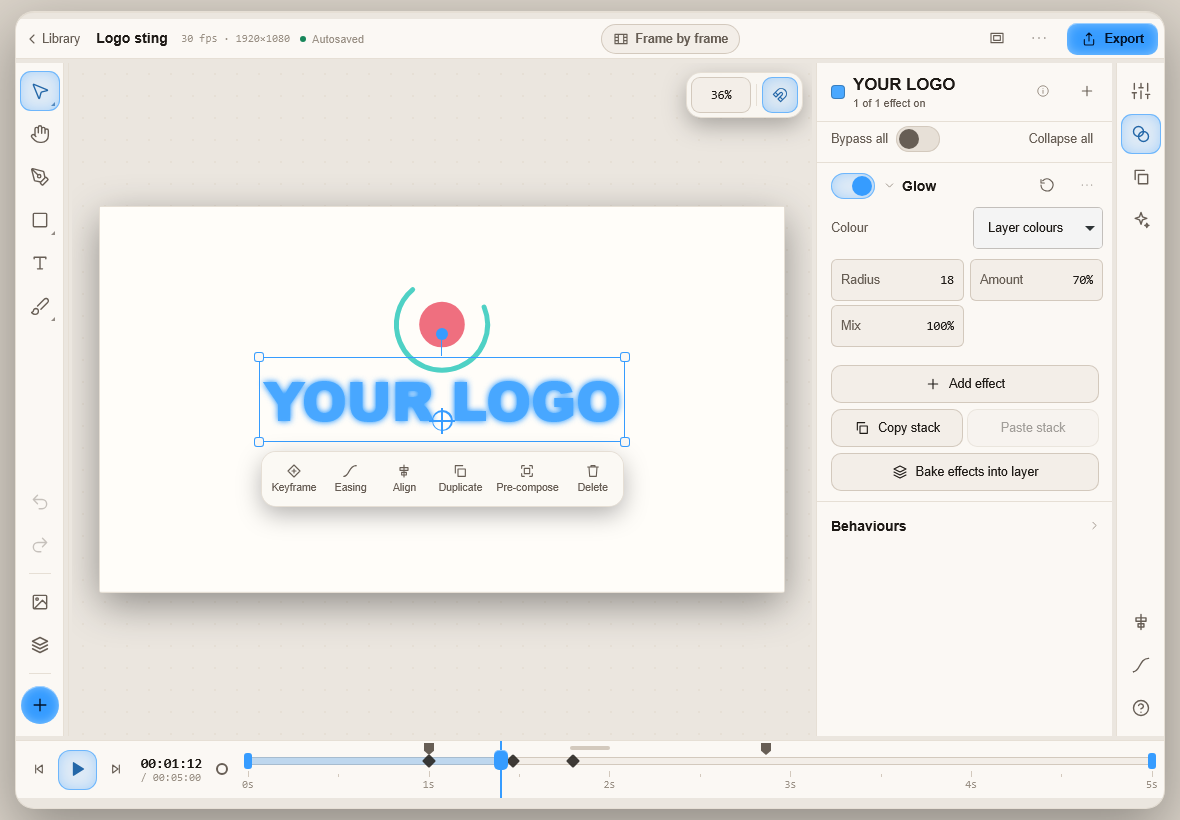 Library
Logo sting
30 fps · 1920×1080
Autosaved
Frame by frame
Export
36%
YOUR LOGO
1 of 1 effect on
Bypass all
Collapse all
Glow
Colour
Layer colours
Radius 18
Amount 70%
Mix 100%
Add effect
Copy stack
Paste stack
Bake effects into layer
Behaviours
YOUR LOGO
Keyframe
Easing
Align
Duplicate
Pre-compose
Delete
00:01:12
/ 00:05:00
0s
1s
2s
3s
4s
5s